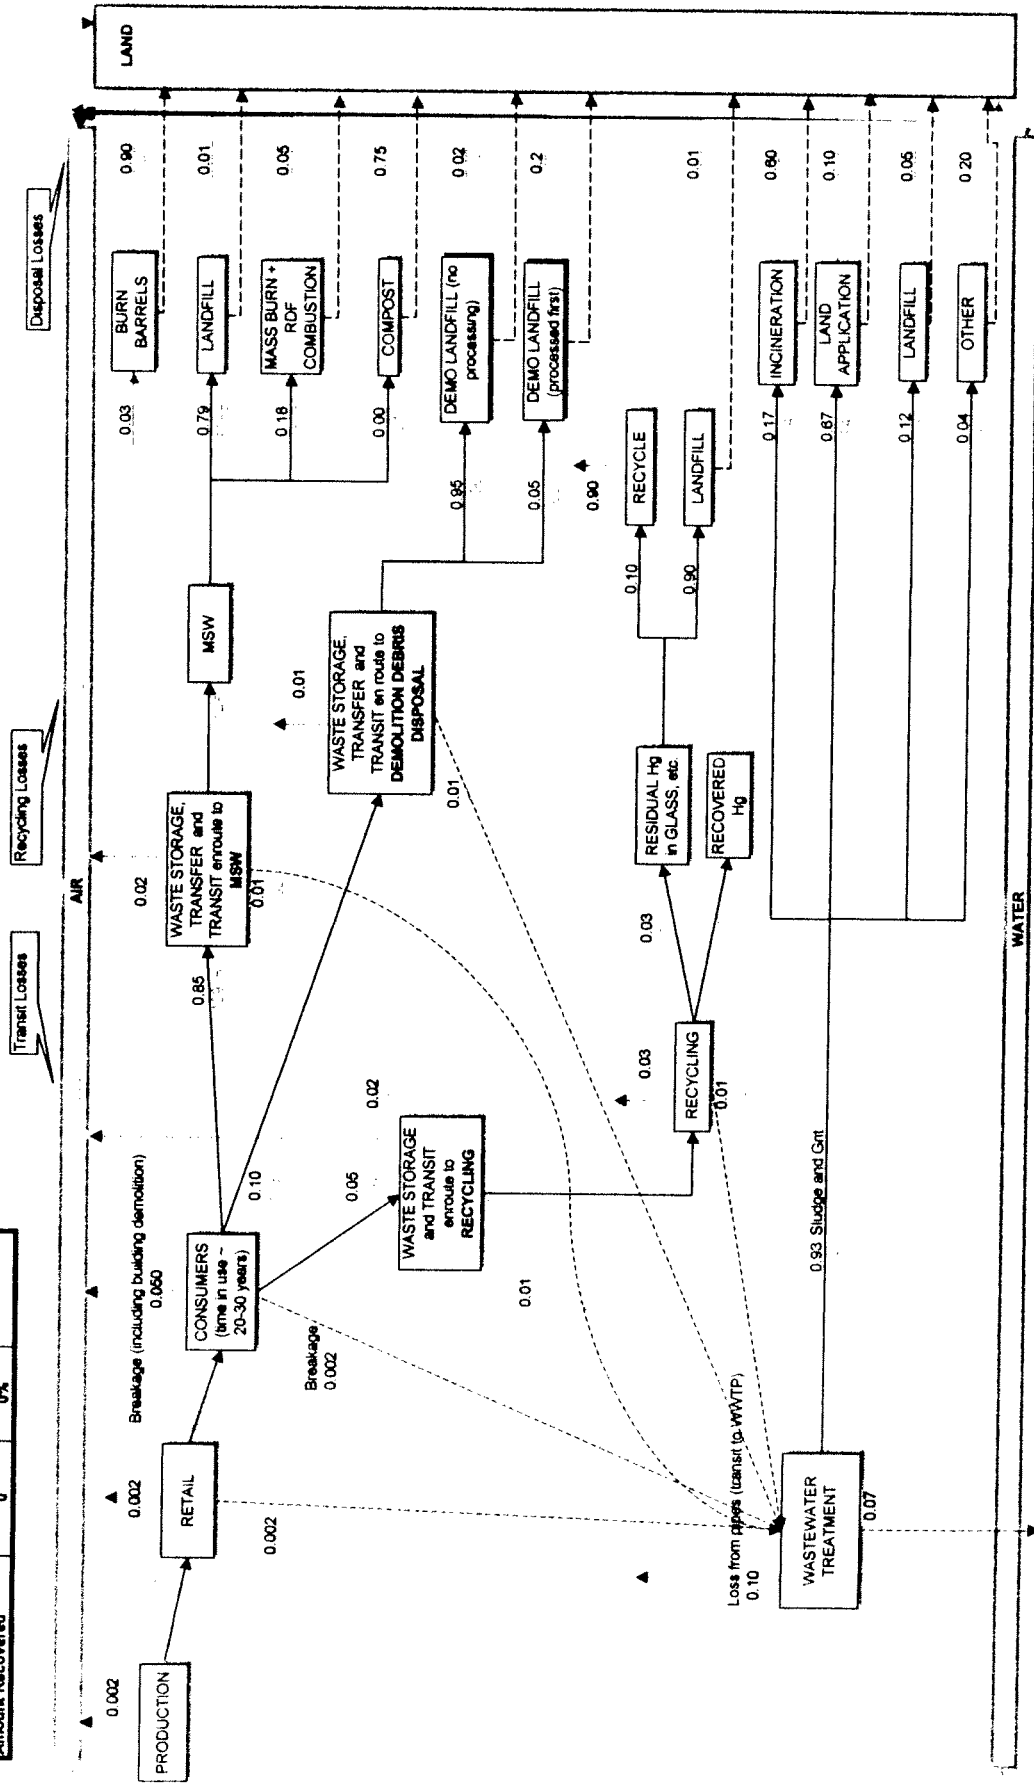 Amount Recovered
0
0%
Transit Losses
Recycling Losses
Disposal Losses
AIR
LAND
WATER
0.002
PRODUCTION
0.002
RETAIL
0.002
Breakage (including building demolition)
0.050
CONSUMERS
(time in use ~
20-30 years)
Breakage
0.002
0.85
0.10
0.05
0.02
WASTE STORAGE,
TRANSFER and
TRANSIT enroute to
MSW
0.01
MSW
0.03
BURN
BARRELS
0.90
0.79
LANDFILL
0.01
0.18
MASS BURN +
RDF
COMBUSTION
0.05
0.00
COMPOST
0.75
0.01
WASTE STORAGE,
TRANSFER and
TRANSIT en route to
DEMOLITION DEBRIS
DISPOSAL
0.01
0.95
DEMO LANDFILL (no
processing)
0.02
0.05
DEMO LANDFILL
(processed first)
0.2
0.90
0.02
WASTE STORAGE
and TRANSIT
enroute to
RECYCLING
0.01
0.03
RECYCLING
0.01
0.03
RESIDUAL Hg
in GLASS, etc.
RECOVERED
Hg
0.10
RECYCLE
0.90
LANDFILL
0.01
Loss from pipes (transit to WWTP)
0.10
WASTEWATER
TREATMENT
0.07
0.93 Sludge and Grit
0.17
INCINERATION
0.60
0.67
LAND
APPLICATION
0.10
0.12
LANDFILL
0.05
0.04
OTHER
0.20